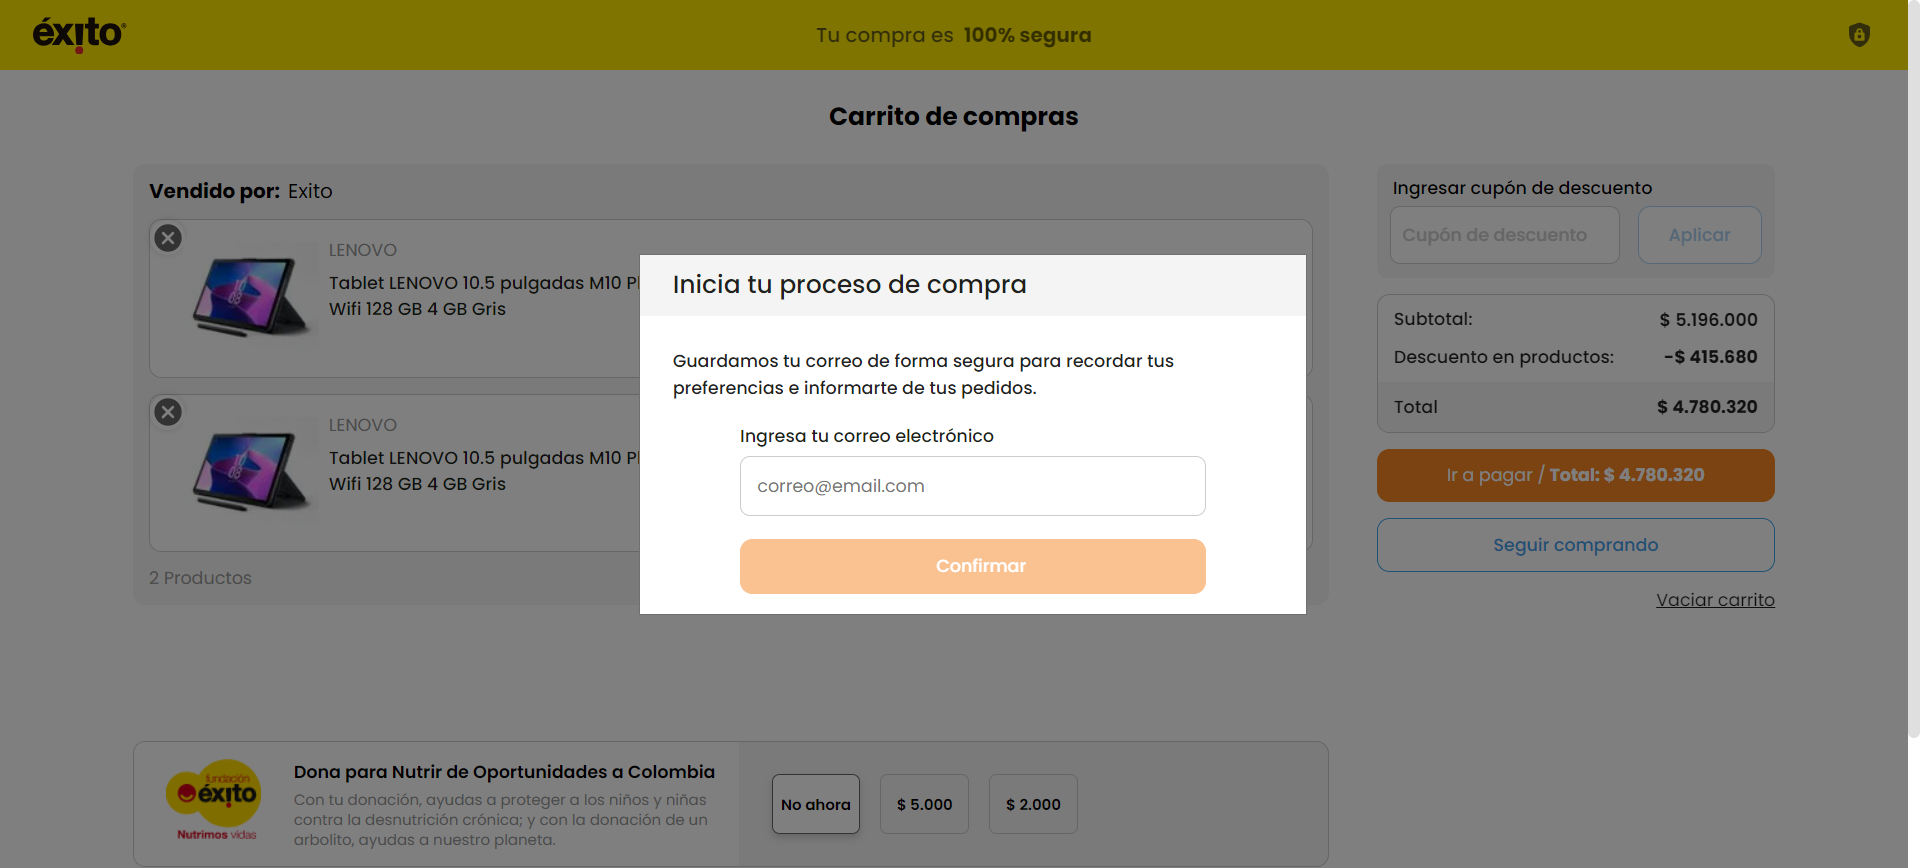 éxito
Tu compra es 100% segura
Carrito de compras
Vendido por: Exito
LENOVO
Tablet LENOVO 10.5 pulgadas M10
Wifi 128 GB 4 GB Gris
LENOVO
Tablet LENOVO 10.5 pulgadas M10
Wifi 128 GB 4 GB Gris
2 Productos
Inicia tu proceso de compra
Guardamos tu correo de forma segura para recordar tus
preferencias e informarte de tus pedidos.
Ingresa tu correo electrónico
correo@email.com
Confirmar
Ingresar cupón de descuento
Cupón de descuento
Aplicar
Subtotal: $ 5.196.000
Descuento en productos: -$ 415.680
Total $ 4.780.320
Ir a pagar / Total: $ 4.780.320
Seguir comprando
Vaciar carrito
fundación
éxito
Nutrimos vidas
Dona para Nutrir de Oportunidades a Colombia
Con tu donación, ayudas a proteger a los niños y niñas
contra la desnutrición crónica; y con la donación de un
arbolito, ayudas a nuestro planeta.
No ahora
$ 5.000
$ 2.000